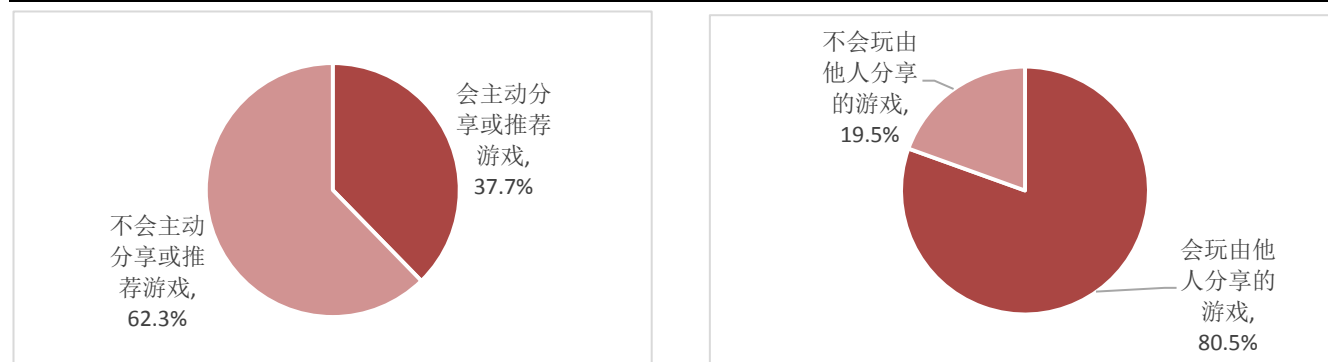 会主动分
享或推荐
游戏,
37.7%
不会主动
分享或推
荐游戏,
62.3%
不会玩由
他人分享
的游戏,
19.5%
会玩由他
人分享的
游戏,
80.5%